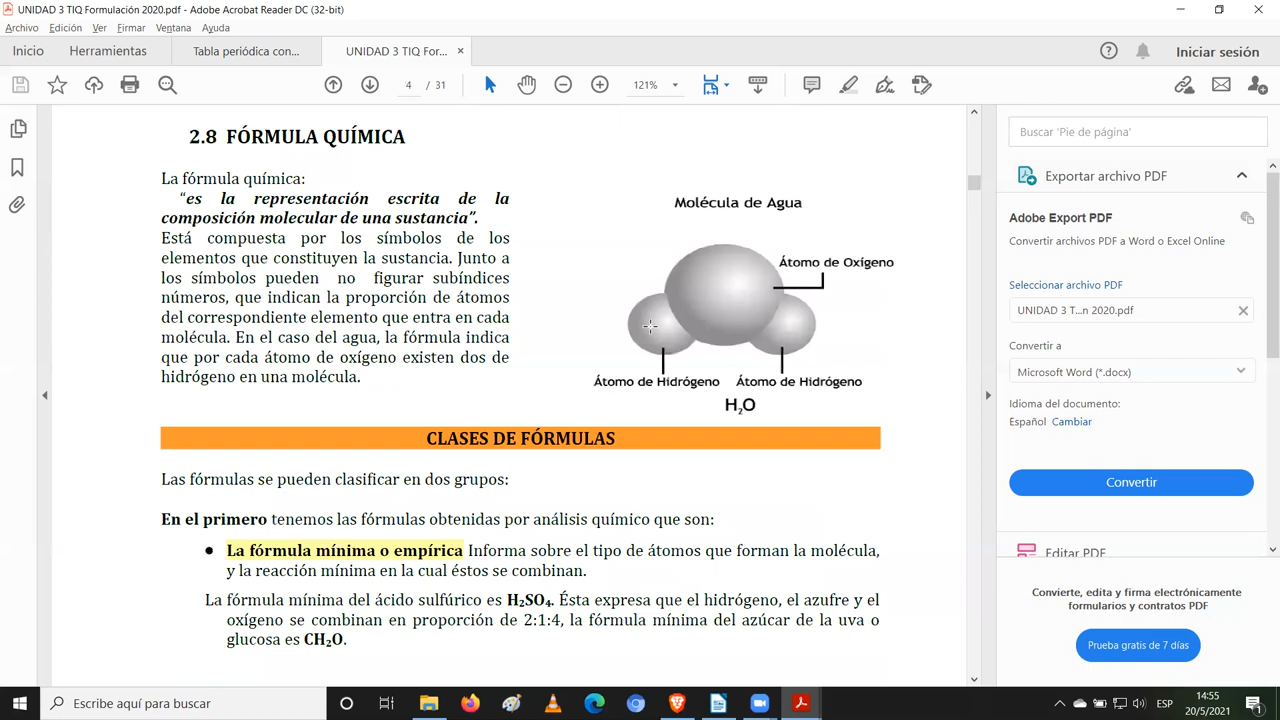 UNIDAD 3 TIQ Formulación 2020.pdf - Adobe Acrobat Reader DC (32-bit)
Archivo Edición Ver Firmar Ventana Ayuda
Inicio Herramientas Tabla periódica con... UNIDAD 3 TIQ For... × Iniciar sesión
4 / 31 121%
2.8 FÓRMULA QUÍMICA
La fórmula química:
“es la representación escrita de la
composición molecular de una sustancia”.
Está compuesta por los símbolos de los
elementos que constituyen la sustancia. Junto a
los símbolos pueden no figurar subíndices
números, que indican la proporción de átomos
del correspondiente elemento que entra en cada
molécula. En el caso del agua, la fórmula indica
que por cada átomo de oxígeno existen dos de
hidrógeno en una molécula.
Molécula de Agua
Átomo de Oxígeno
Átomo de Hidrógeno Átomo de Hidrógeno
H₂O
CLASES DE FÓRMULAS
Las fórmulas se pueden clasificar en dos grupos:
En el primero tenemos las fórmulas obtenidas por análisis químico que son:
● La fórmula mínima o empírica Informa sobre el tipo de átomos que forman la molécula,
y la reacción mínima en la cual éstos se combinan.
La fórmula mínima del ácido sulfúrico es H₂SO₄. Ésta expresa que el hidrógeno, el azufre y el
oxígeno se combinan en proporción de 2:1:4, la fórmula mínima del azúcar de la uva o
glucosa es CH₂O.
Buscar 'Pie de página'
Exportar archivo PDF
Adobe Export PDF
Convertir archivos PDF a Word o Excel Online
Seleccionar archivo PDF
UNIDAD 3 T...n 2020.pdf
Convertir a
Microsoft Word (*.docx)
Idioma del documento:
Español Cambiar
Convertir
Editar PDF
Convierte, edita y firma electrónicamente
formularios y contratos PDF
Prueba gratis de 7 días
Escribe aquí para buscar
ESP
14:55
20/5/2021
1